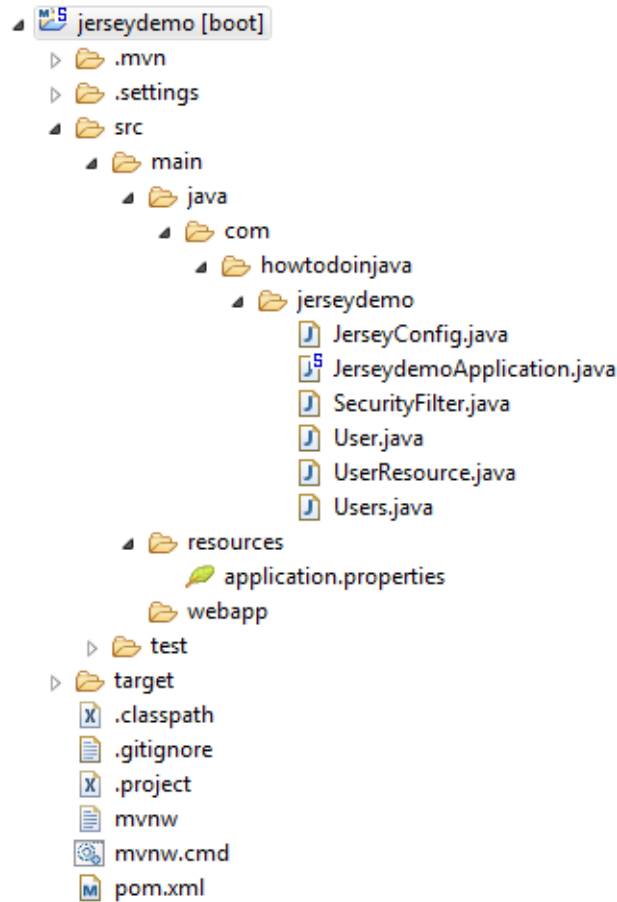 jerseydemo [boot]
.mvn
.settings
src
main
java
com
howtodoinjava
jerseydemo
JerseyConfig.java
JerseydemoApplication.java
SecurityFilter.java
User.java
UserResource.java
Users.java
resources
application.properties
webapp
test
target
.classpath
.gitignore
.project
mvnw
mvnw.cmd
pom.xml